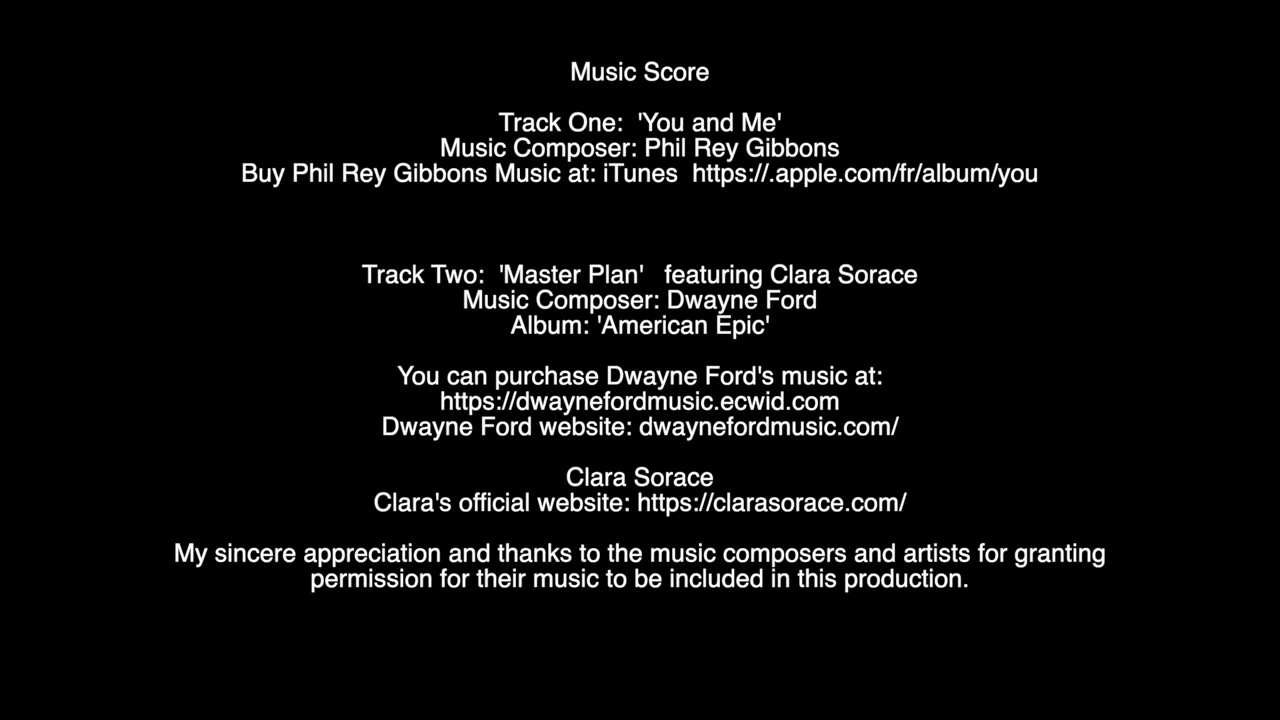 Music Score
Track One:  'You and Me'
Music Composer: Phil Rey Gibbons
Buy Phil Rey Gibbons Music at: iTunes  https://.apple.com/fr/album/you
Track Two:  'Master Plan'   featuring Clara Sorace
Music Composer: Dwayne Ford
Album: 'American Epic'
You can purchase Dwayne Ford's music at:
https://dwaynefordmusic.ecwid.com
Dwayne Ford website: dwaynefordmusic.com/
Clara Sorace
Clara's official website: https://clarasorace.com/
My sincere appreciation and thanks to the music composers and artists for granting
permission for their music to be included in this production.